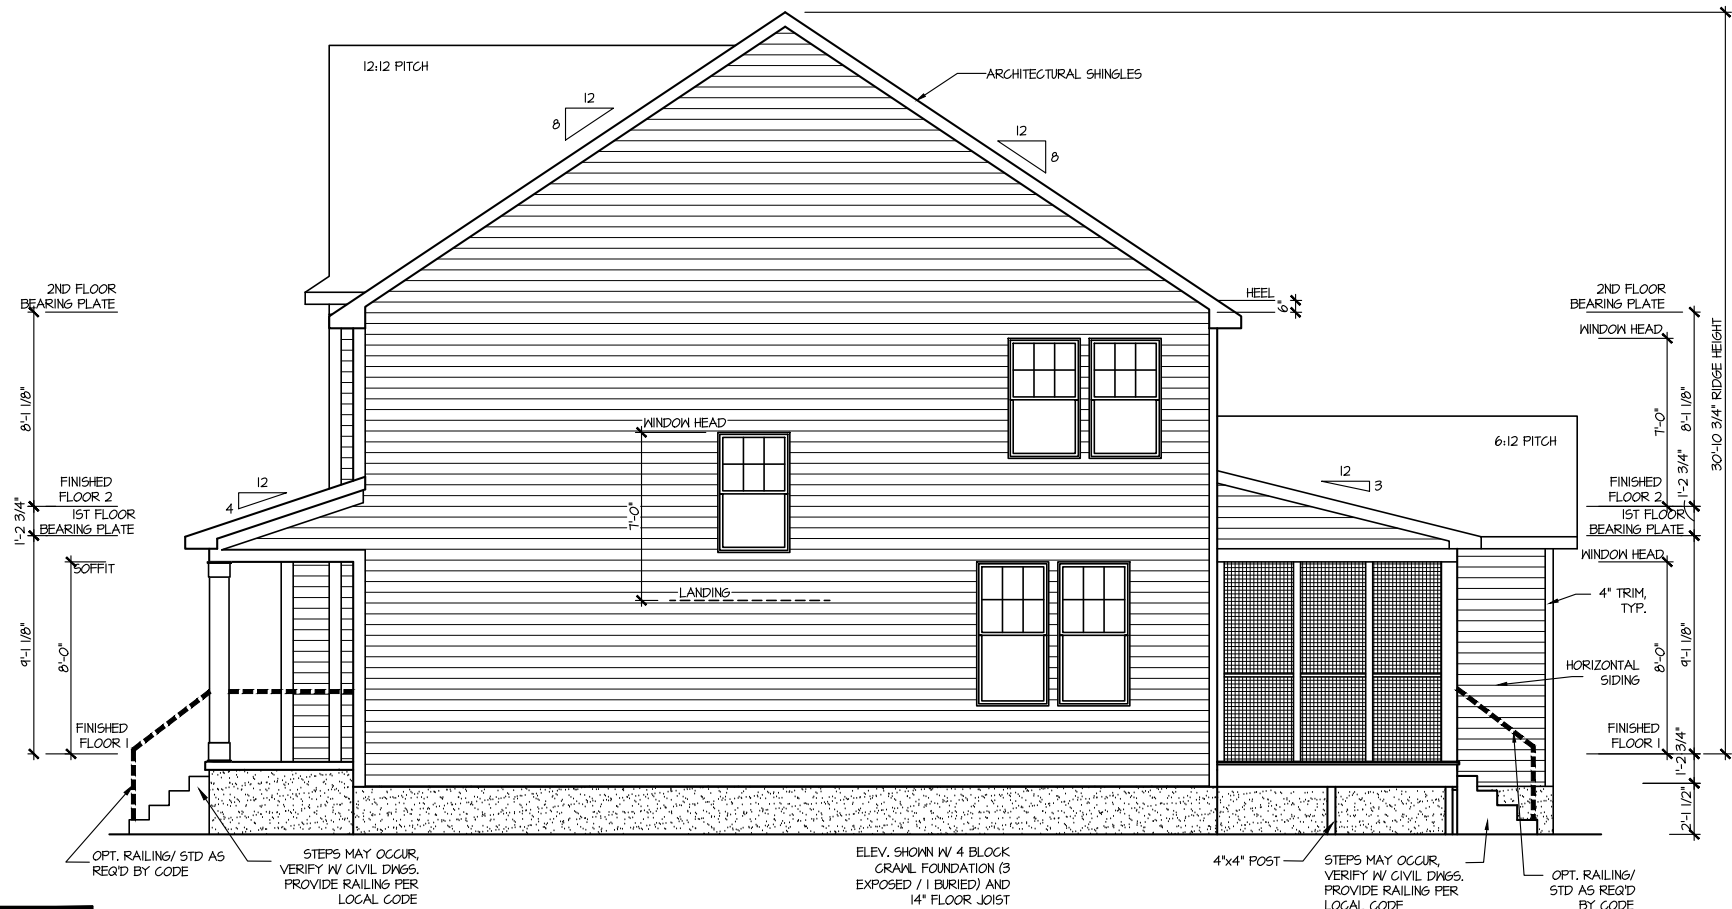 12:12 PITCH
ARCHITECTURAL SHINGLES
12
8
12
8
2ND FLOOR
BEARING PLATE
8'-1 1/8"
FINISHED
FLOOR 2
1'-2 3/4"
1ST FLOOR
BEARING PLATE
SOFFIT
9'-1 1/8"
8'-0"
FINISHED
FLOOR 1
12
4
WINDOW HEAD
7'-0"
LANDING
HEEL
6"
2ND FLOOR
BEARING PLATE
WINDOW HEAD
7'-0"
8'-1 1/8"
30'-10 3/4" RIDGE HEIGHT
6:12 PITCH
12
3
FINISHED
FLOOR 2
1'-2 3/4"
1ST FLOOR
BEARING PLATE
WINDOW HEAD
4" TRIM,
TYP.
8'-0"
9'-1 1/8"
HORIZONTAL
SIDING
FINISHED
FLOOR 1
1'-2 3/4"
2'-1 1/2"
OPT. RAILING/ STD AS
REQ'D BY CODE
STEPS MAY OCCUR,
VERIFY W/ CIVIL DWGS.
PROVIDE RAILING PER
LOCAL CODE
ELEV. SHOWN W/ 4 BLOCK
CRAWL FOUNDATION (3
EXPOSED / 1 BURIED) AND
14" FLOOR JOIST
4"x4" POST
STEPS MAY OCCUR,
VERIFY W/ CIVIL DWGS.
PROVIDE RAILING PER
LOCAL CODE
OPT. RAILING/
STD AS REQ'D
BY CODE